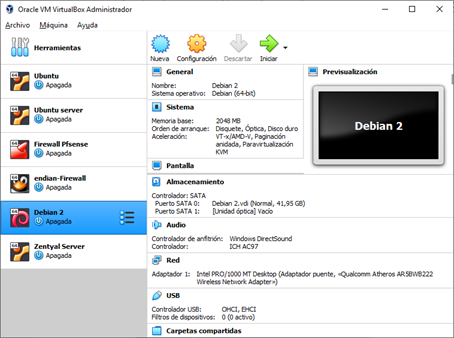 Oracle VM VirtualBox Administrador
Archivo Máquina Ayuda
Herramientas
Ubuntu
Apagada
Ubuntu server
Apagada
Firewall Pfsense
Apagada
endian-Firewall
Apagada
Debian 2
Apagada
Zentyal Server
Apagada
Nueva Configuración Descartar Iniciar
General
Nombre: Debian 2
Sistema operativo: Debian (64-bit)
Sistema
Memoria base: 2048 MB
Orden de arranque: Disquete, Óptica, Disco duro
Aceleración: VT-x/AMD-V, Paginación
anidada, Paravirtualización
KVM
Previsualización
Debian 2
Pantalla
Almacenamiento
Controlador: SATA
Puerto SATA 0: Debian 2.vdi (Normal, 41,95 GB)
Puerto SATA 1: [Unidad óptica] Vacío
Audio
Controlador de anfitrión: Windows DirectSound
Controlador: ICH AC97
Red
Adaptador 1: Intel PRO/1000 MT Desktop (Adaptador puente, «Qualcomm Atheros AR5BWB222
Wireless Network Adapter»)
USB
Controlador USB: OHCI, EHCI
Filtros de dispositivos: 0 (0 activo)
Carpetas compartidas